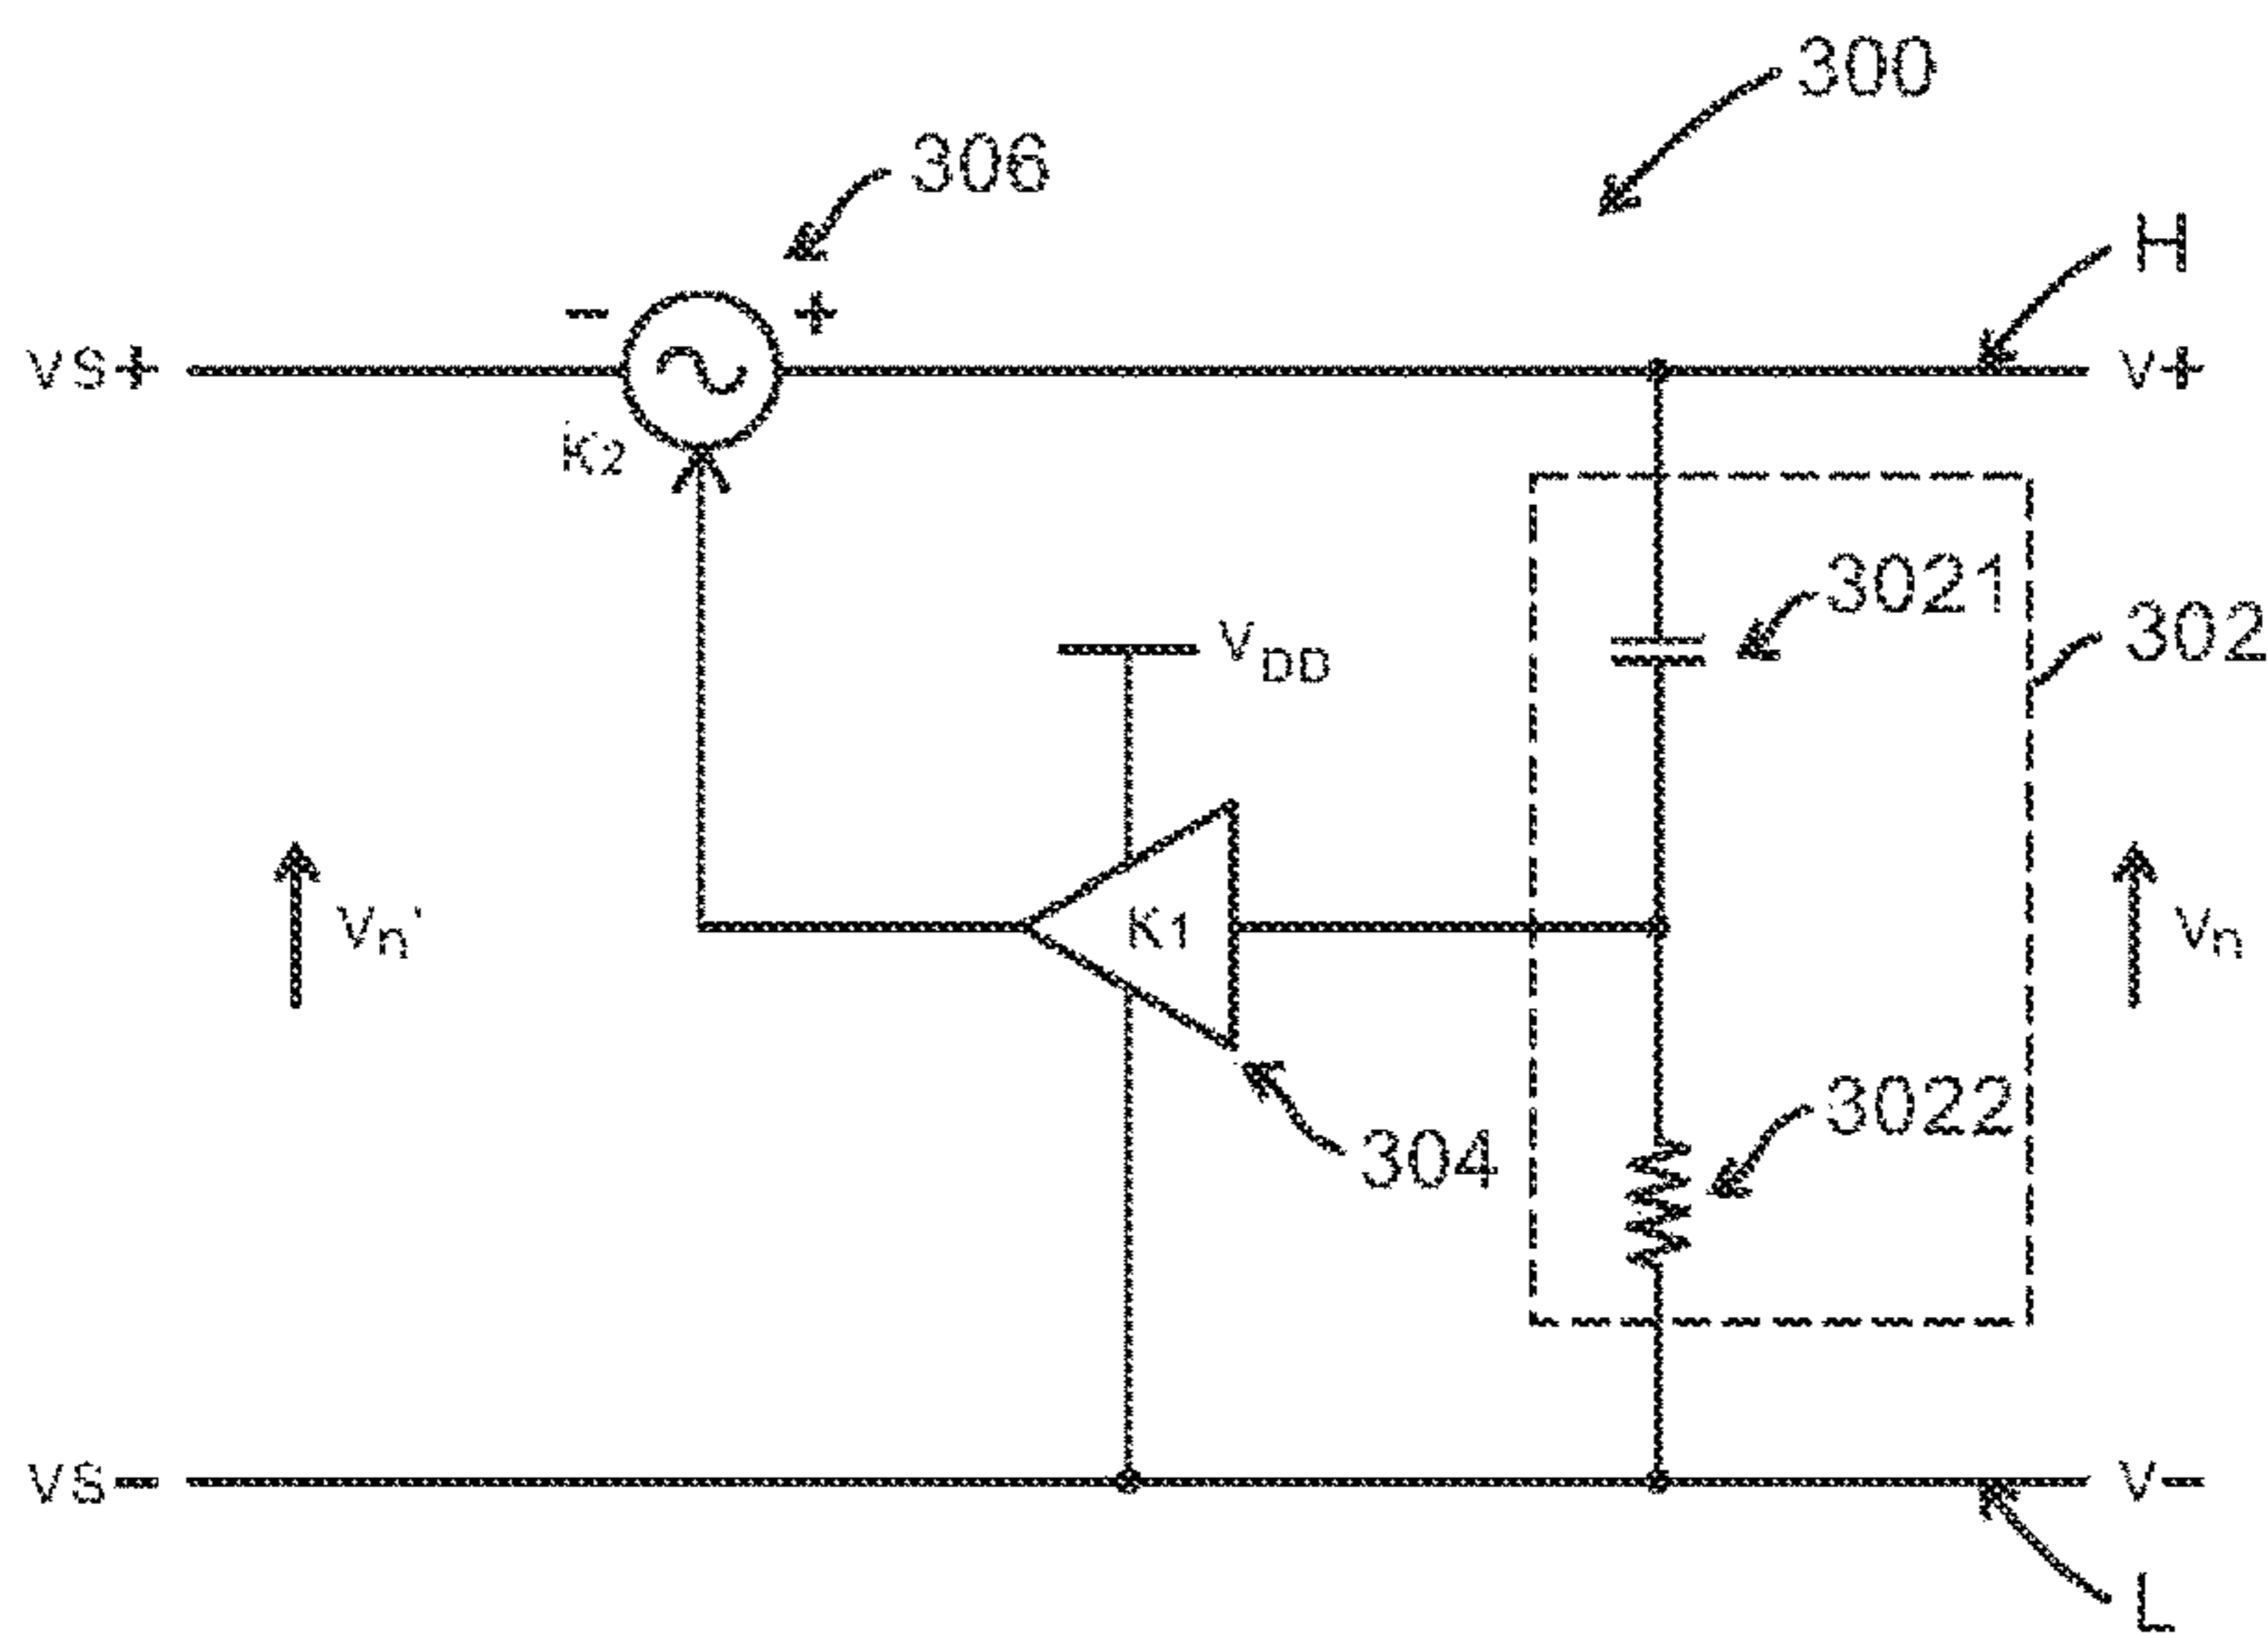 300
306
H
- +
VS+
V+
K2
3021
302
VDD
K1
Vn'
Vn
3022
304
VS-
V-
L